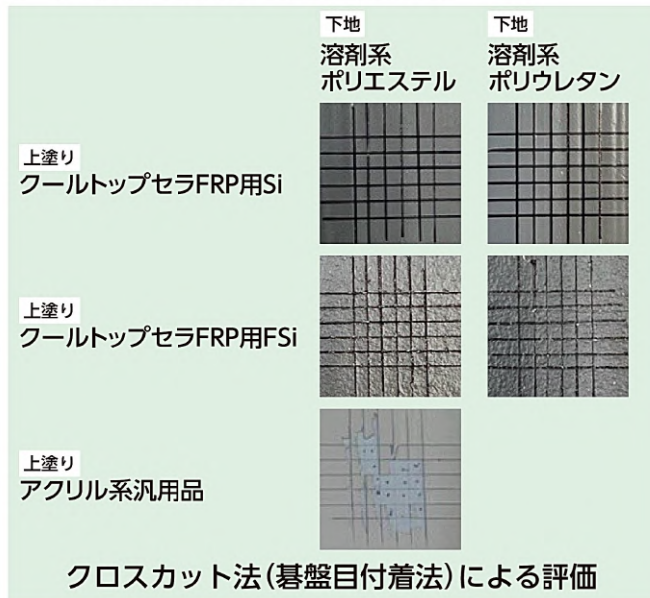 下地
溶剤系
ポリエステル
下地
溶剤系
ポリウレタン
上塗り
クールトップセラFRP用Si
上塗り
クールトップセラFRP用FSi
上塗り
アクリル系汎用品
クロスカット法(碁盤目付着法)による評価